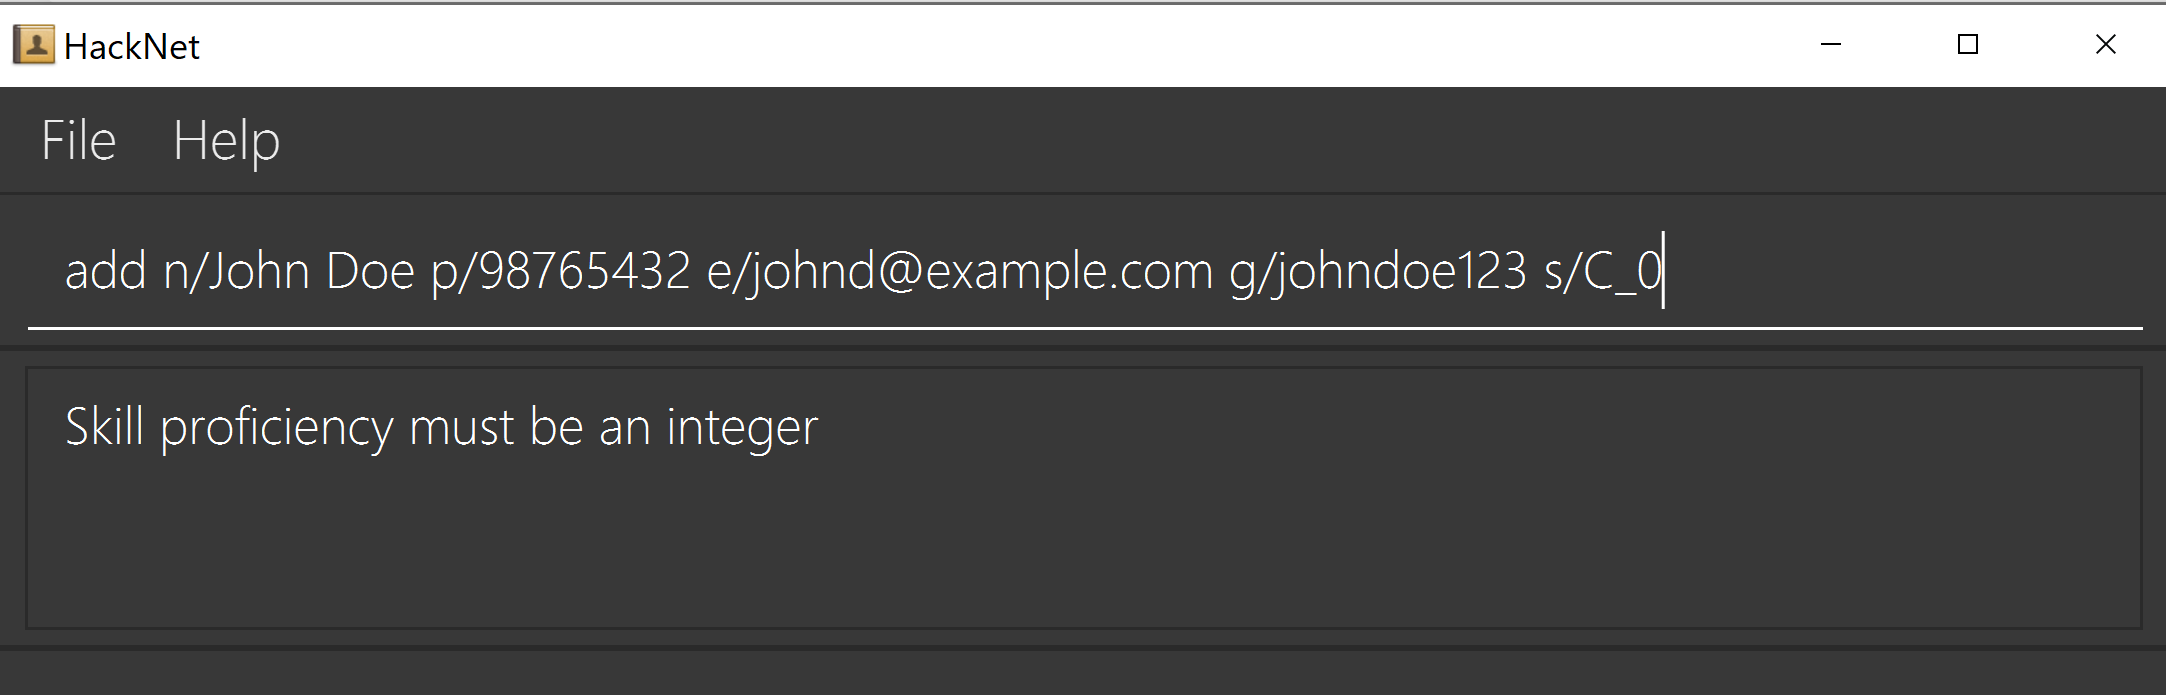 HackNet
File Help
add n/John Doe p/98765432 e/johnd@example.com g/johndoe123 s/C_0
Skill proficiency must be an integer